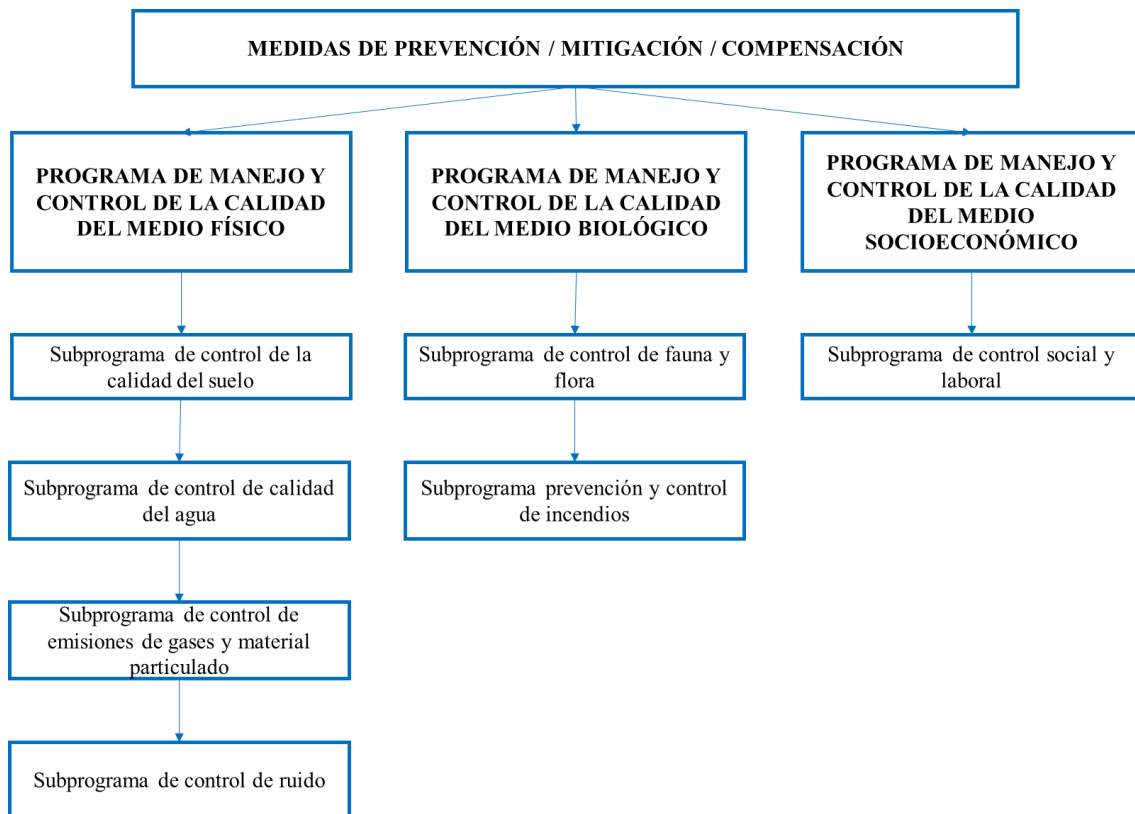 MEDIDAS DE PREVENCIÓN / MITIGACIÓN / COMPENSACIÓN
PROGRAMA DE MANEJO Y
CONTROL DE LA CALIDAD
DEL MEDIO FÍSICO
Subprograma de control de la
calidad del suelo
Subprograma de control de calidad
del agua
Subprograma de control de
emisiones de gases y material
particulado
Subprograma de control de ruido
PROGRAMA DE MANEJO Y
CONTROL DE LA CALIDAD
DEL MEDIO BIOLÓGICO
Subprograma de control de fauna y
flora
Subprograma prevención y control
de incendios
PROGRAMA DE MANEJO Y
CONTROL DE LA CALIDAD
DEL MEDIO
SOCIOECONÓMICO
Subprograma de control social y
laboral